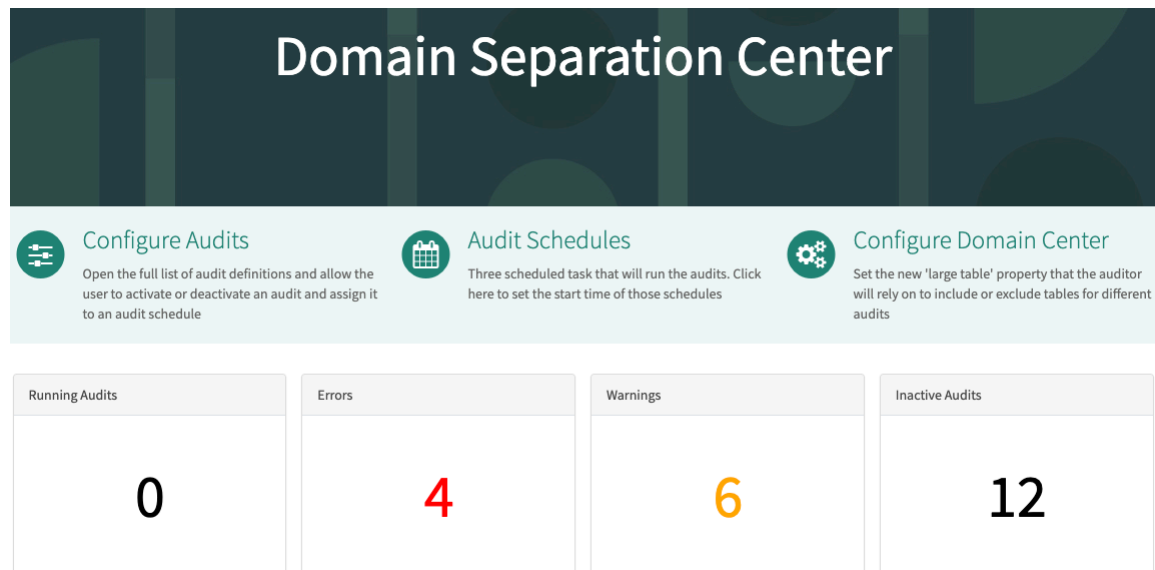 Domain Separation Center
Configure Audits
Open the full list of audit definitions and allow the
user to activate or deactivate an audit and assign it
to an audit schedule
Audit Schedules
Three scheduled task that will run the audits. Click
here to set the start time of those schedules
Configure Domain Center
Set the new 'large table' property that the auditor
will rely on to include or exclude tables for different
audits
Running Audits
0
Errors
4
Warnings
6
Inactive Audits
12